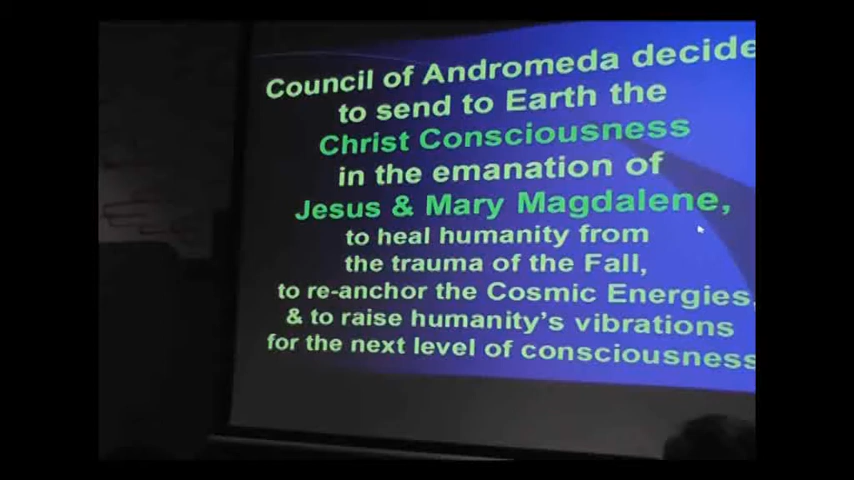 Council of Andromeda decide
to send to Earth the
Christ Consciousness
in the emanation of
Jesus & Mary Magdalene,
to heal humanity from
the trauma of the Fall,
to re-anchor the Cosmic Energies,
& to raise humanity's vibrations
for the next level of consciousness